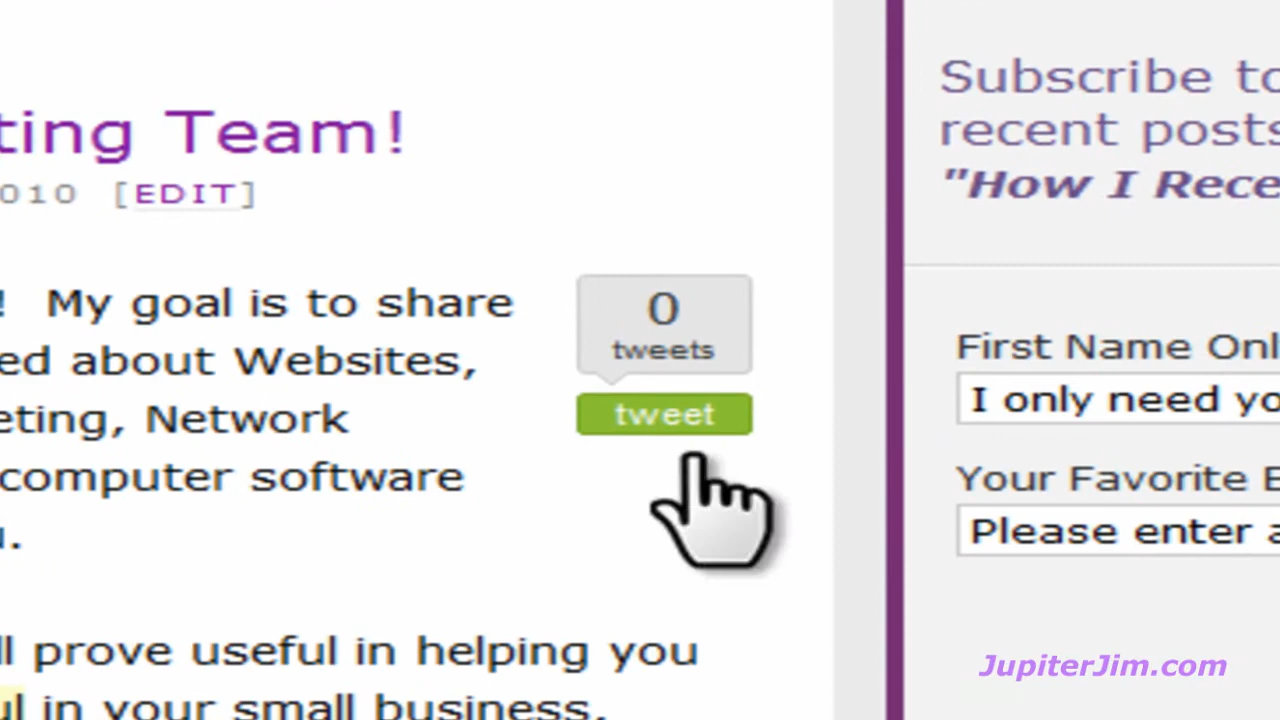 ting Team!
010 [EDIT]
! My goal is to share
ed about Websites,
eting, Network
computer software
u.
ll prove useful in helping you
ul in your small business.
0
tweets
tweet
Subscribe to
recent posts
"How I Rece
First Name Onl
I only need yo
Your Favorite E
Please enter a
JupiterJim.com